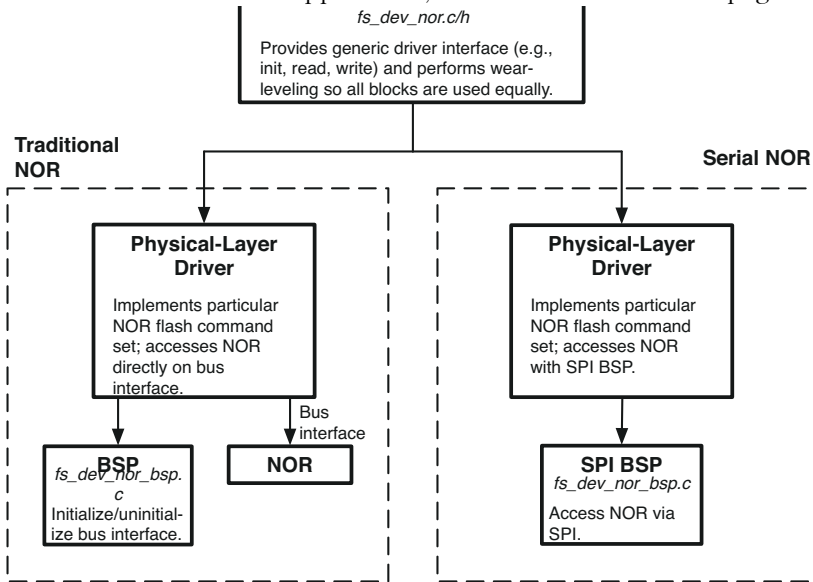 fs_dev_nor.c/h
Provides generic driver interface (e.g.,
init, read, write) and performs wear-
leveling so all blocks are used equally.
Traditional
NOR
Serial NOR
Physical-Layer
Driver
Implements particular
NOR flash command
set; accesses NOR
directly on bus
interface.
Physical-Layer
Driver
Implements particular
NOR flash command
set; accesses NOR
with SPI BSP.
Bus
interface
BSP
fs_dev_nor_bsp.
c
Initialize/uninitial-
ize bus interface.
NOR
SPI BSP
fs_dev_nor_bsp.c
Access NOR via
SPI.